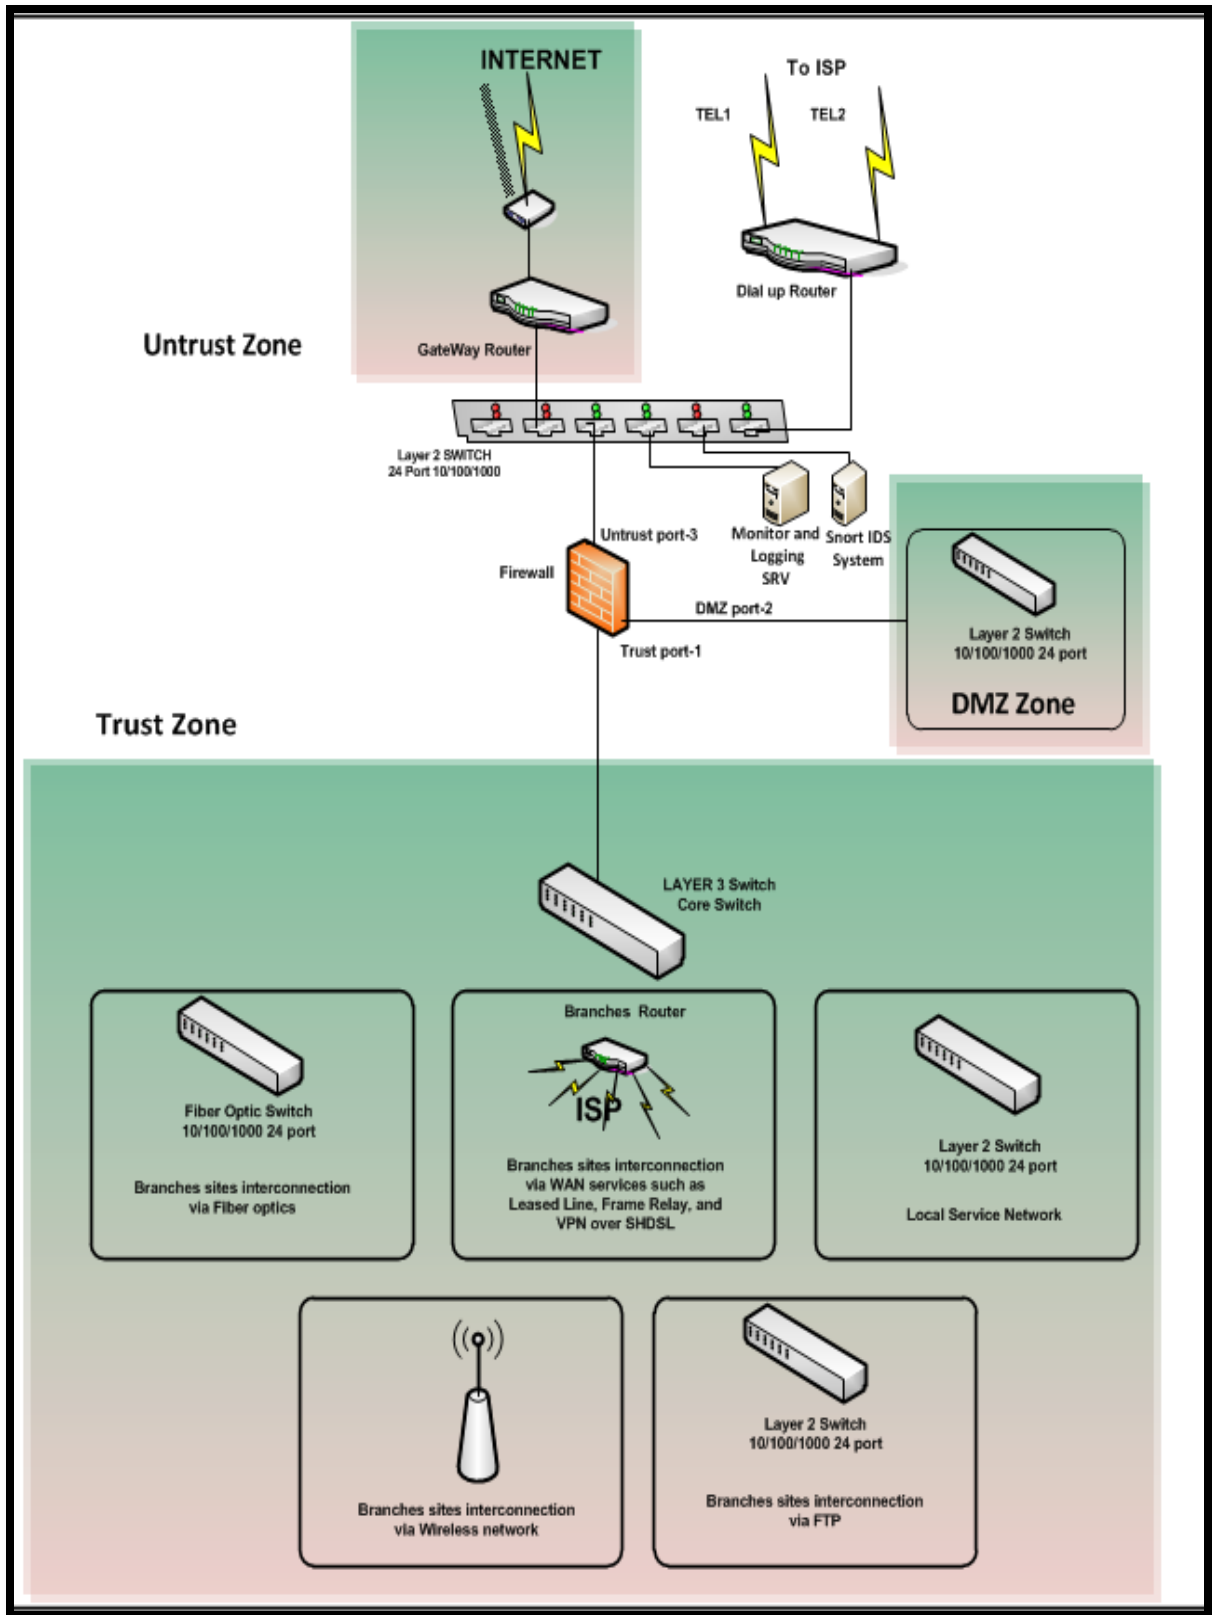 INTERNET
To ISP
TEL1
TEL2
Dial up Router
Untrust Zone
GateWay Router
Layer 2 SWITCH
24 Port 10/100/1000
Untrust port-3
Monitor and
Logging
SRV
Snort IDS
System
Firewall
DMZ port-2
Trust port-1
Layer 2 Switch
10/100/1000 24 port
DMZ Zone
Trust Zone
LAYER 3 Switch
Core Switch
Fiber Optic Switch
10/100/1000 24 port
Branches sites interconnection
via Fiber optics
Branches Router
ISP
Branches sites interconnection
via WAN services such as
Leased Line, Frame Relay, and
VPN over SHDSL
Layer 2 Switch
10/100/1000 24 port
Local Service Network
Branches sites interconnection
via Wireless network
Layer 2 Switch
10/100/1000 24 port
Branches sites interconnection
via FTP